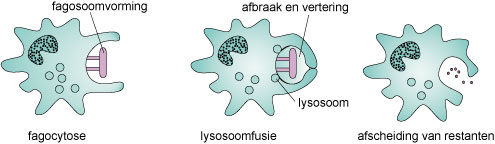 fagosoomvorming
afbraak en vertering
lysosoom
fagocytose
lysosoomfusie
afscheiding van restanten